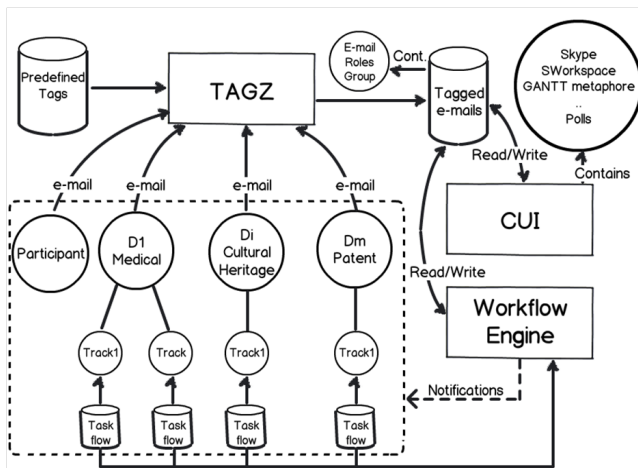 Predefined
Tags
TAGZ
E-mail
Roles
Group
Cont.
Tagged
e-mails
Skype
SWorkspace
GANTT metaphore
..
Polls
Read/Write
Contains
e-mail
e-mail
e-mail
e-mail
CUI
Participant
D1
Medical
Di
Cultural
Heritage
Dm
Patent
Read/Write
Workflow
Engine
Track1
Track
Track1
Track1
Notifications
Task
flow
Task
flow
Task
flow
Task
flow